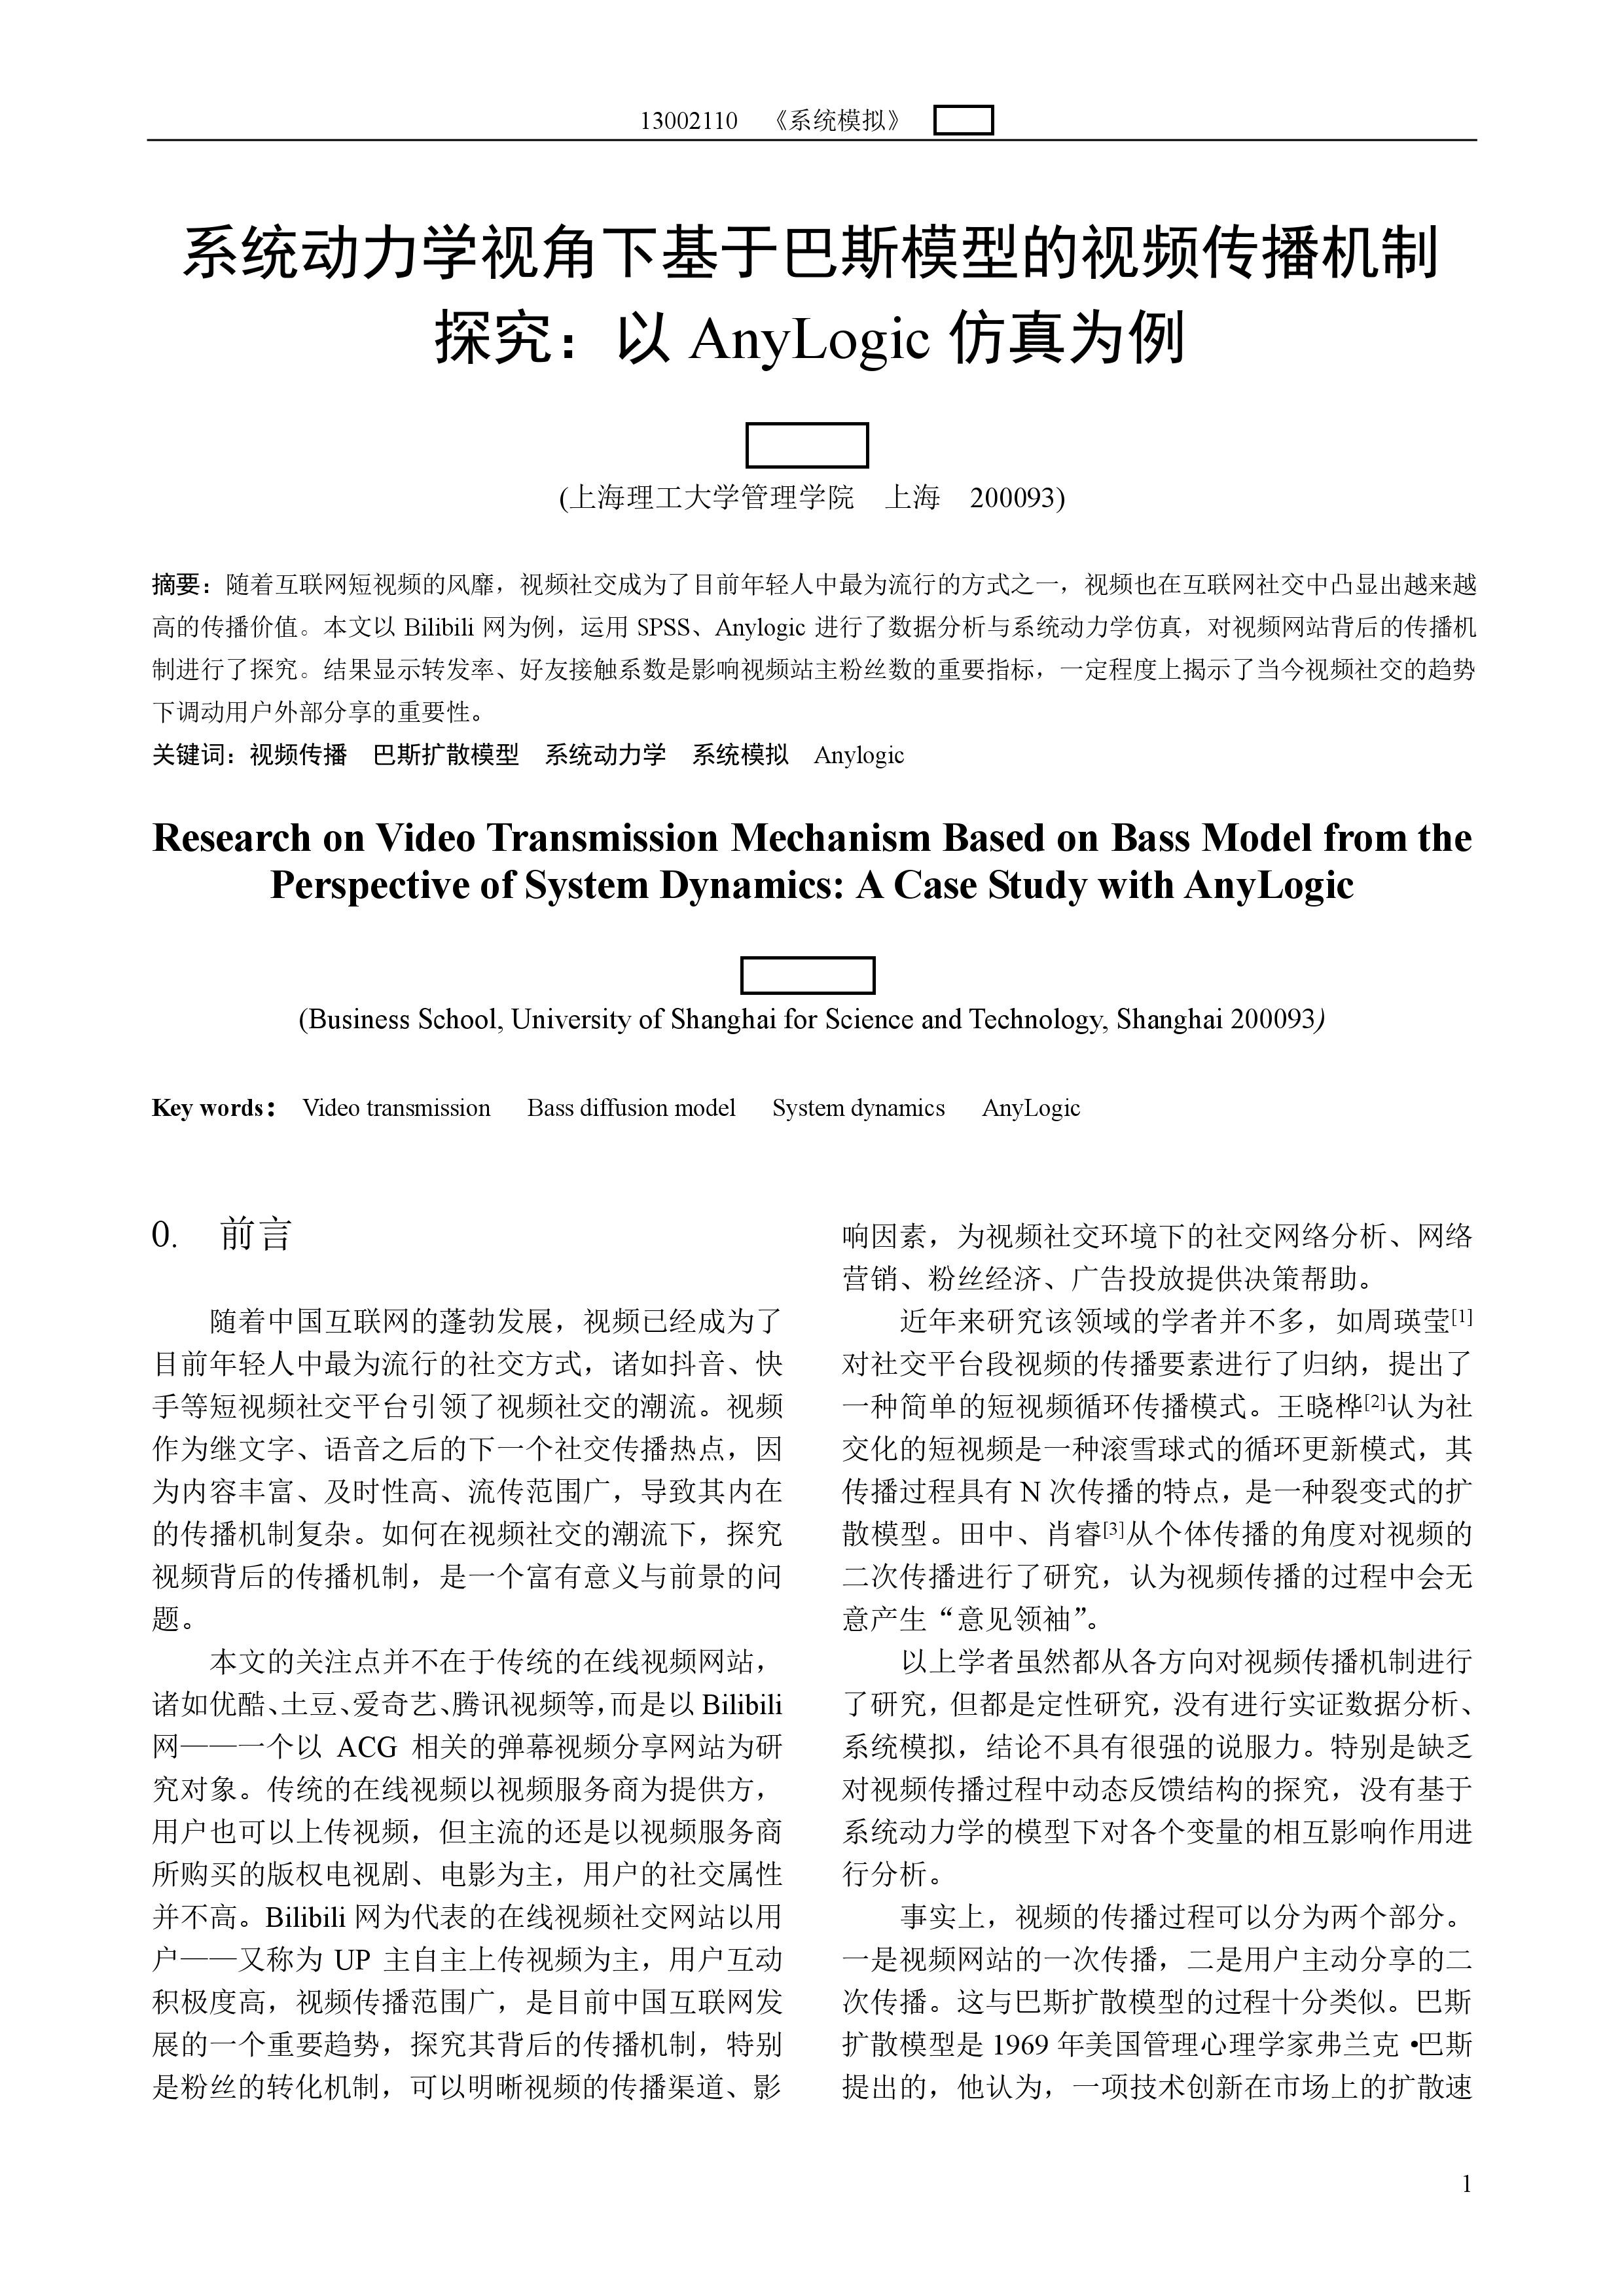 13002110 《系统模拟》
系统动力学视角下基于巴斯模型的视频传播机制
探究：以 AnyLogic 仿真为例
(上海理工大学管理学院 上海 200093)
摘要：随着互联网短视频的风靡，视频社交成为了目前年轻人中最为流行的方式之一，视频也在互联网社交中凸显出越来越
高的传播价值。本文以 Bilibili 网为例，运用 SPSS、Anylogic 进行了数据分析与系统动力学仿真，对视频网站背后的传播机
制进行了探究。结果显示转发率、好友接触系数是影响视频站主粉丝数的重要指标，一定程度上揭示了当今视频社交的趋势
下调动用户外部分享的重要性。
关键词：视频传播 巴斯扩散模型 系统动力学 系统模拟 Anylogic
Research on Video Transmission Mechanism Based on Bass Model from the
Perspective of System Dynamics: A Case Study with AnyLogic
(Business School, University of Shanghai for Science and Technology, Shanghai 200093)
Key words： Video transmission Bass diffusion model System dynamics AnyLogic
0. 前言
随着中国互联网的蓬勃发展，视频已经成为了
目前年轻人中最为流行的社交方式，诸如抖音、快
手等短视频社交平台引领了视频社交的潮流。视频
作为继文字、语音之后的下一个社交传播热点，因
为内容丰富、及时性高、流传范围广，导致其内在
的传播机制复杂。如何在视频社交的潮流下，探究
视频背后的传播机制，是一个富有意义与前景的问
题。
本文的关注点并不在于传统的在线视频网站，
诸如优酷、土豆、爱奇艺、腾讯视频等，而是以 Bilibili
网——一个以 ACG 相关的弹幕视频分享网站为研
究对象。传统的在线视频以视频服务商为提供方，
用户也可以上传视频，但主流的还是以视频服务商
所购买的版权电视剧、电影为主，用户的社交属性
并不高。Bilibili 网为代表的在线视频社交网站以用
户——又称为 UP 主自主上传视频为主，用户互动
积极度高，视频传播范围广，是目前中国互联网发
展的一个重要趋势，探究其背后的传播机制，特别
是粉丝的转化机制，可以明晰视频的传播渠道、影
响因素，为视频社交环境下的社交网络分析、网络
营销、粉丝经济、广告投放提供决策帮助。
近年来研究该领域的学者并不多，如周瑛莹[1]
对社交平台段视频的传播要素进行了归纳，提出了
一种简单的短视频循环传播模式。王晓桦[2]认为社
交化的短视频是一种滚雪球式的循环更新模式，其
传播过程具有 N 次传播的特点，是一种裂变式的扩
散模型。田中、肖睿[3]从个体传播的角度对视频的
二次传播进行了研究，认为视频传播的过程中会无
意产生“意见领袖”。
以上学者虽然都从各方向对视频传播机制进行
了研究，但都是定性研究，没有进行实证数据分析、
系统模拟，结论不具有很强的说服力。特别是缺乏
对视频传播过程中动态反馈结构的探究，没有基于
系统动力学的模型下对各个变量的相互影响作用进
行分析。
事实上，视频的传播过程可以分为两个部分。
一是视频网站的一次传播，二是用户主动分享的二
次传播。这与巴斯扩散模型的过程十分类似。巴斯
扩散模型是 1969 年美国管理心理学家弗兰克·巴斯
提出的，他认为，一项技术创新在市场上的扩散速
1